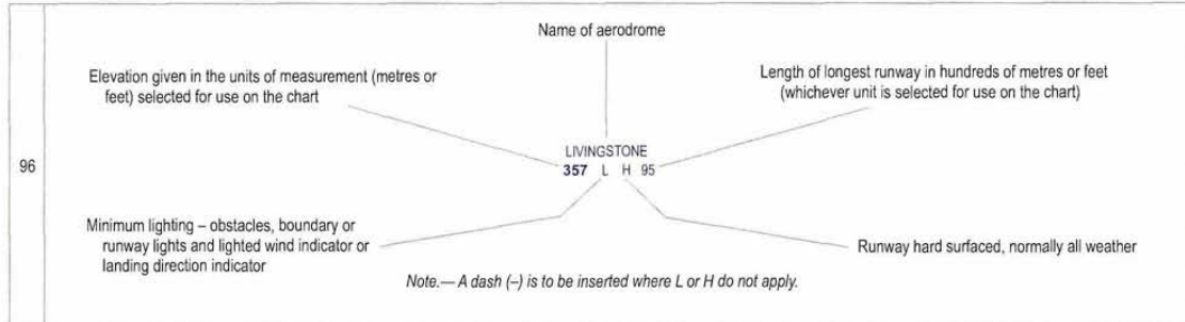 Name of aerodrome
Elevation given in the units of measurement (metres or
feet) selected for use on the chart
Length of longest runway in hundreds of metres or feet
(whichever unit is selected for use on the chart)
96
LIVINGSTONE
357 L H 95
Minimum lighting – obstacles, boundary or
runway lights and lighted wind indicator or
landing direction indicator
Runway hard surfaced, normally all weather
Note.— A dash (–) is to be inserted where L or H do not apply.